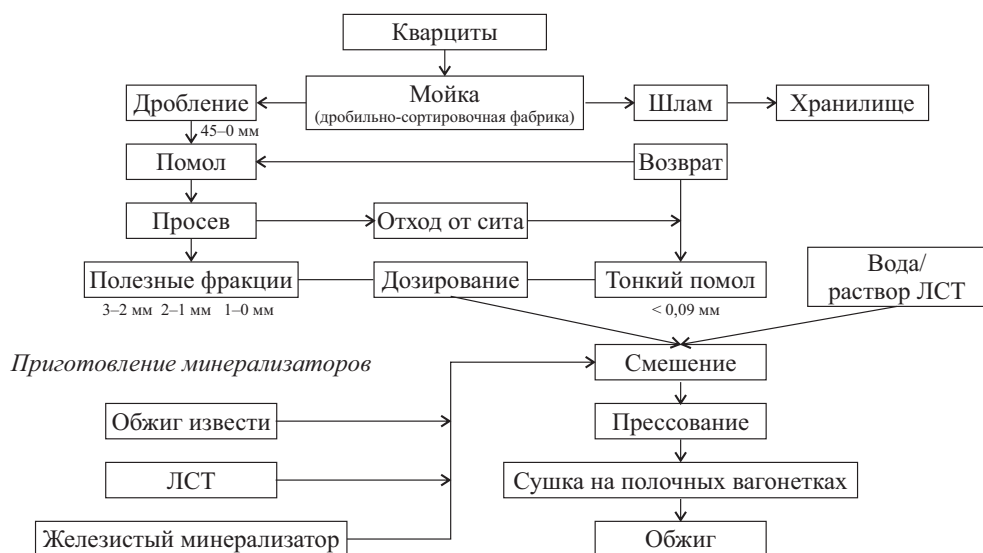 Кварциты
Дробление
Мойка
(дробильно-сортировочная фабрика)
Шлам
Хранилище
45–0 мм
Помол
Возврат
Просев
Отход от сита
Полезные фракции
Дозирование
Тонкий помол
Вода/
раствор ЛСТ
3–2 мм 2–1 мм 1–0 мм
< 0,09 мм
Приготовление минерализаторов
Смешение
Обжиг извести
Прессование
ЛСТ
Сушка на полочных вагонетках
Железистый минерализатор
Обжиг